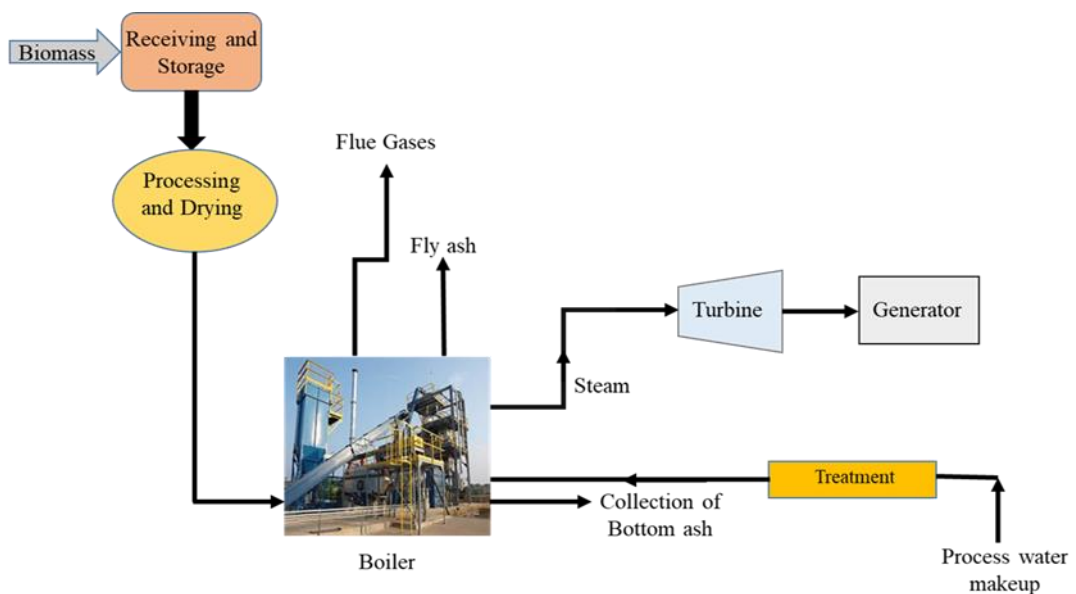 Biomass
Receiving and
Storage
Processing
and Drying
Flue Gases
Fly ash
Turbine
Generator
Steam
Treatment
Collection of
Bottom ash
Process water
makeup
Boiler